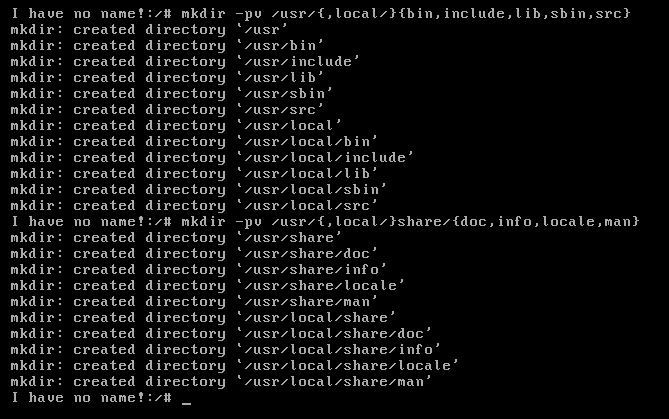 I have no name!:/# mkdir -pv /usr/{,local/}{bin,include,lib,sbin,src}
mkdir: created directory ‘/usr’
mkdir: created directory ‘/usr/bin’
mkdir: created directory ‘/usr/include’
mkdir: created directory ‘/usr/lib’
mkdir: created directory ‘/usr/sbin’
mkdir: created directory ‘/usr/src’
mkdir: created directory ‘/usr/local’
mkdir: created directory ‘/usr/local/bin’
mkdir: created directory ‘/usr/local/include’
mkdir: created directory ‘/usr/local/lib’
mkdir: created directory ‘/usr/local/sbin’
mkdir: created directory ‘/usr/local/src’
I have no name!:/# mkdir -pv /usr/{,local/}share/{doc,info,locale,man}
mkdir: created directory ‘/usr/share’
mkdir: created directory ‘/usr/share/doc’
mkdir: created directory ‘/usr/share/info’
mkdir: created directory ‘/usr/share/locale’
mkdir: created directory ‘/usr/share/man’
mkdir: created directory ‘/usr/local/share’
mkdir: created directory ‘/usr/local/share/doc’
mkdir: created directory ‘/usr/local/share/info’
mkdir: created directory ‘/usr/local/share/locale’
mkdir: created directory ‘/usr/local/share/man’
I have no name!:/# _